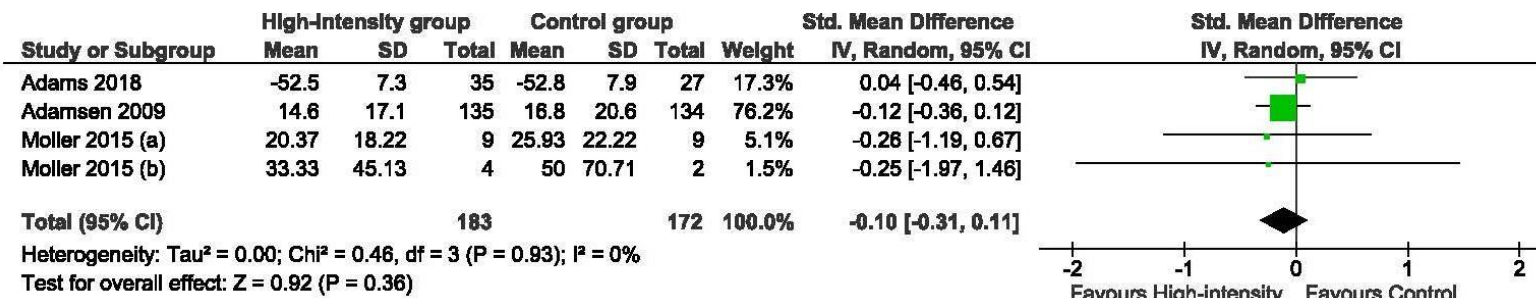 High-Intensity group Control group Std. Mean Difference Std. Mean Difference
Study or Subgroup Mean SD Total Mean SD Total Weight IV, Random, 95% CI IV, Random, 95% CI
Adams 2018 -52.5 7.3 35 -52.8 7.9 27 17.3% 0.04 [-0.46, 0.54]
Adamsen 2009 14.6 17.1 135 16.8 20.6 134 76.2% -0.12 [-0.36, 0.12]
Moller 2015 (a) 20.37 18.22 9 25.93 22.22 9 5.1% -0.26 [-1.19, 0.67]
Moller 2015 (b) 33.33 45.13 4 50 70.71 2 1.5% -0.25 [-1.97, 1.46]
Total (95% CI) 183 172 100.0% -0.10 [-0.31, 0.11]
Heterogeneity: Tau² = 0.00; Chi² = 0.46, df = 3 (P = 0.93); I² = 0%
Test for overall effect: Z = 0.92 (P = 0.36)
-2 -1 0 1 2
Favours High-intensity Favours Control